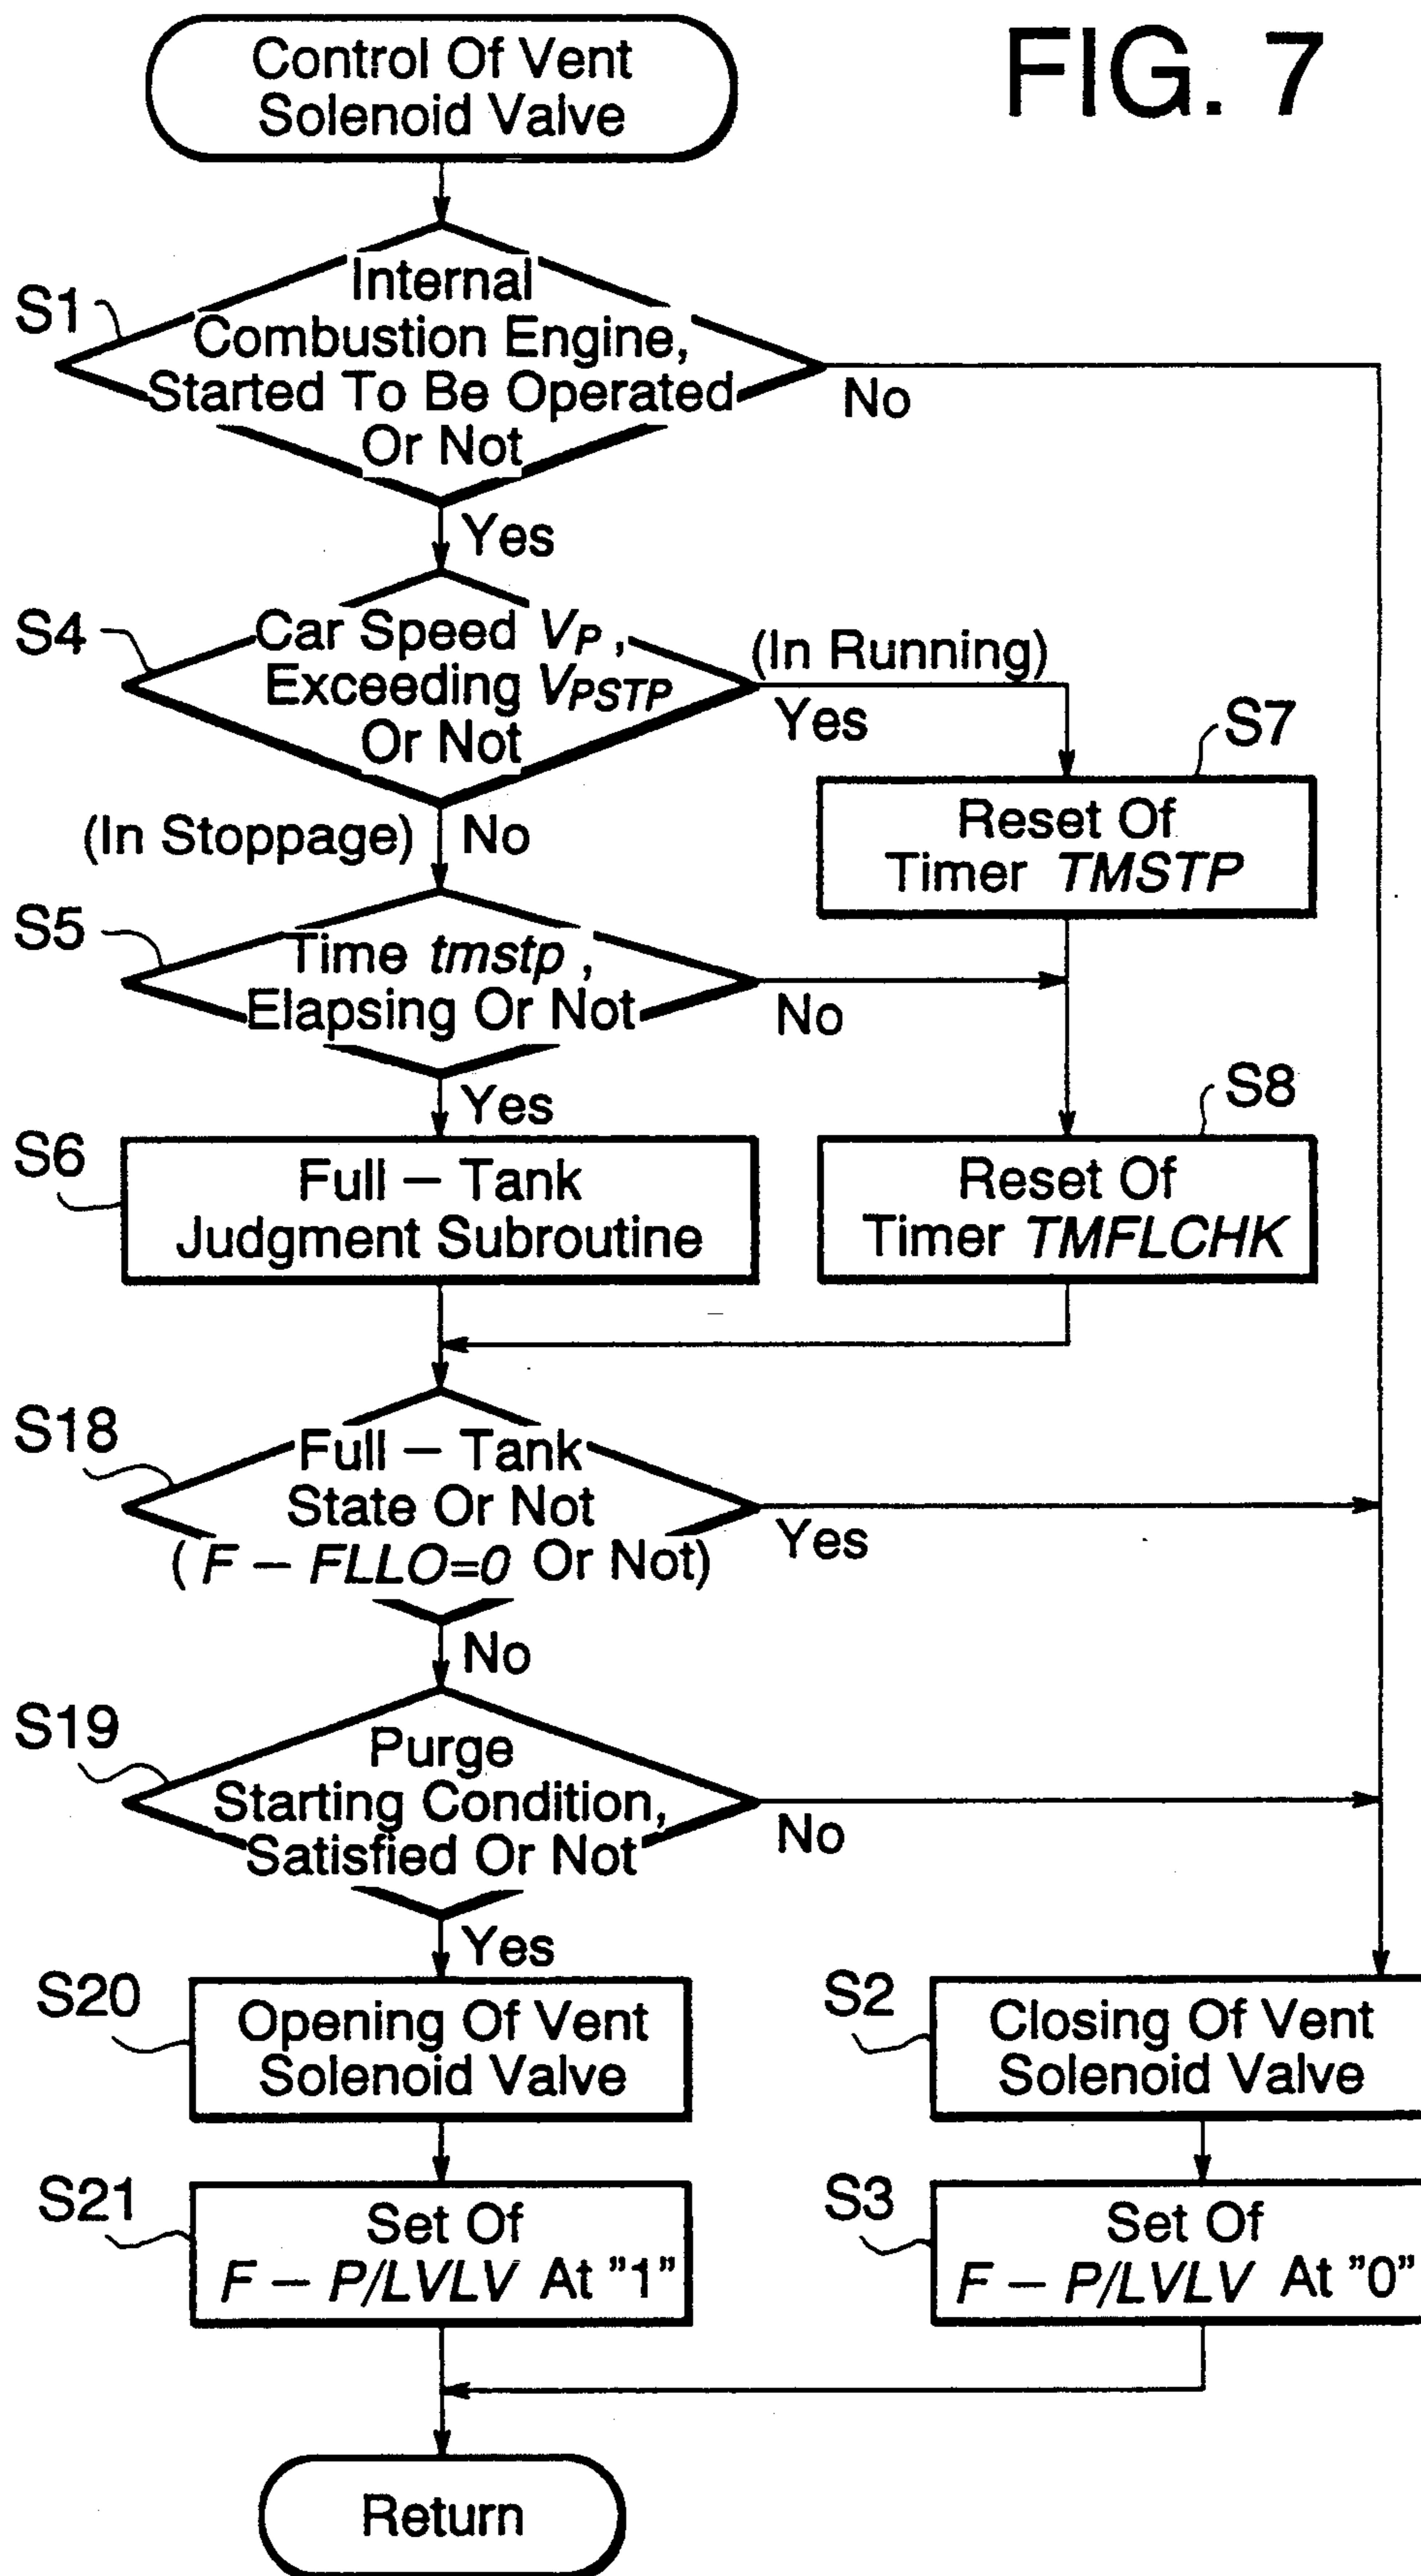 FIG. 7
Control Of Vent
Solenoid Valve
S1
Internal
Combustion Engine,
Started To Be Operated
Or Not
No
Yes
S4
Car Speed VP ,
Exceeding VPSTP
Or Not
(In Running)
Yes
S7
Reset Of
Timer TMSTP
(In Stoppage)
No
S5
Time tmstp ,
Elapsing Or Not
No
Yes
S8
Reset Of
Timer TMFLCHK
S6
Full – Tank
Judgment Subroutine
S18
Full – Tank
State Or Not
( F – FLLO=0 Or Not)
Yes
No
S19
Purge
Starting Condition,
Satisfied Or Not
No
Yes
S20
Opening Of Vent
Solenoid Valve
S2
Closing Of Vent
Solenoid Valve
S21
Set Of
F – P/LVLV At "1"
S3
Set Of
F – P/LVLV At "0"
Return